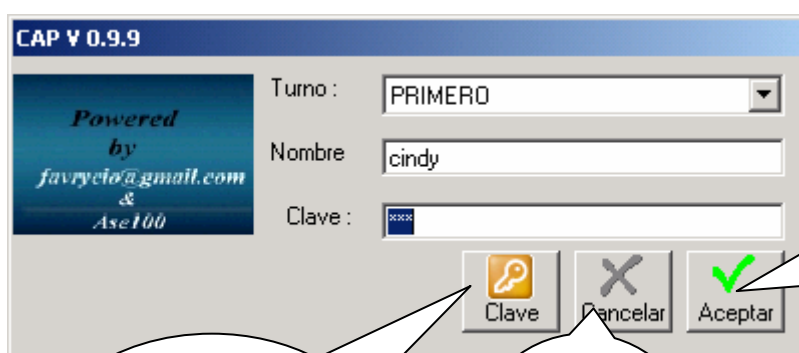 CAP V 0.9.9
Powered
by
favrycio@gmail.com
&
Ase100
Turno :
PRIMERO
Nombre
cindy
Clave :
***
Clave
Cancelar
Aceptar